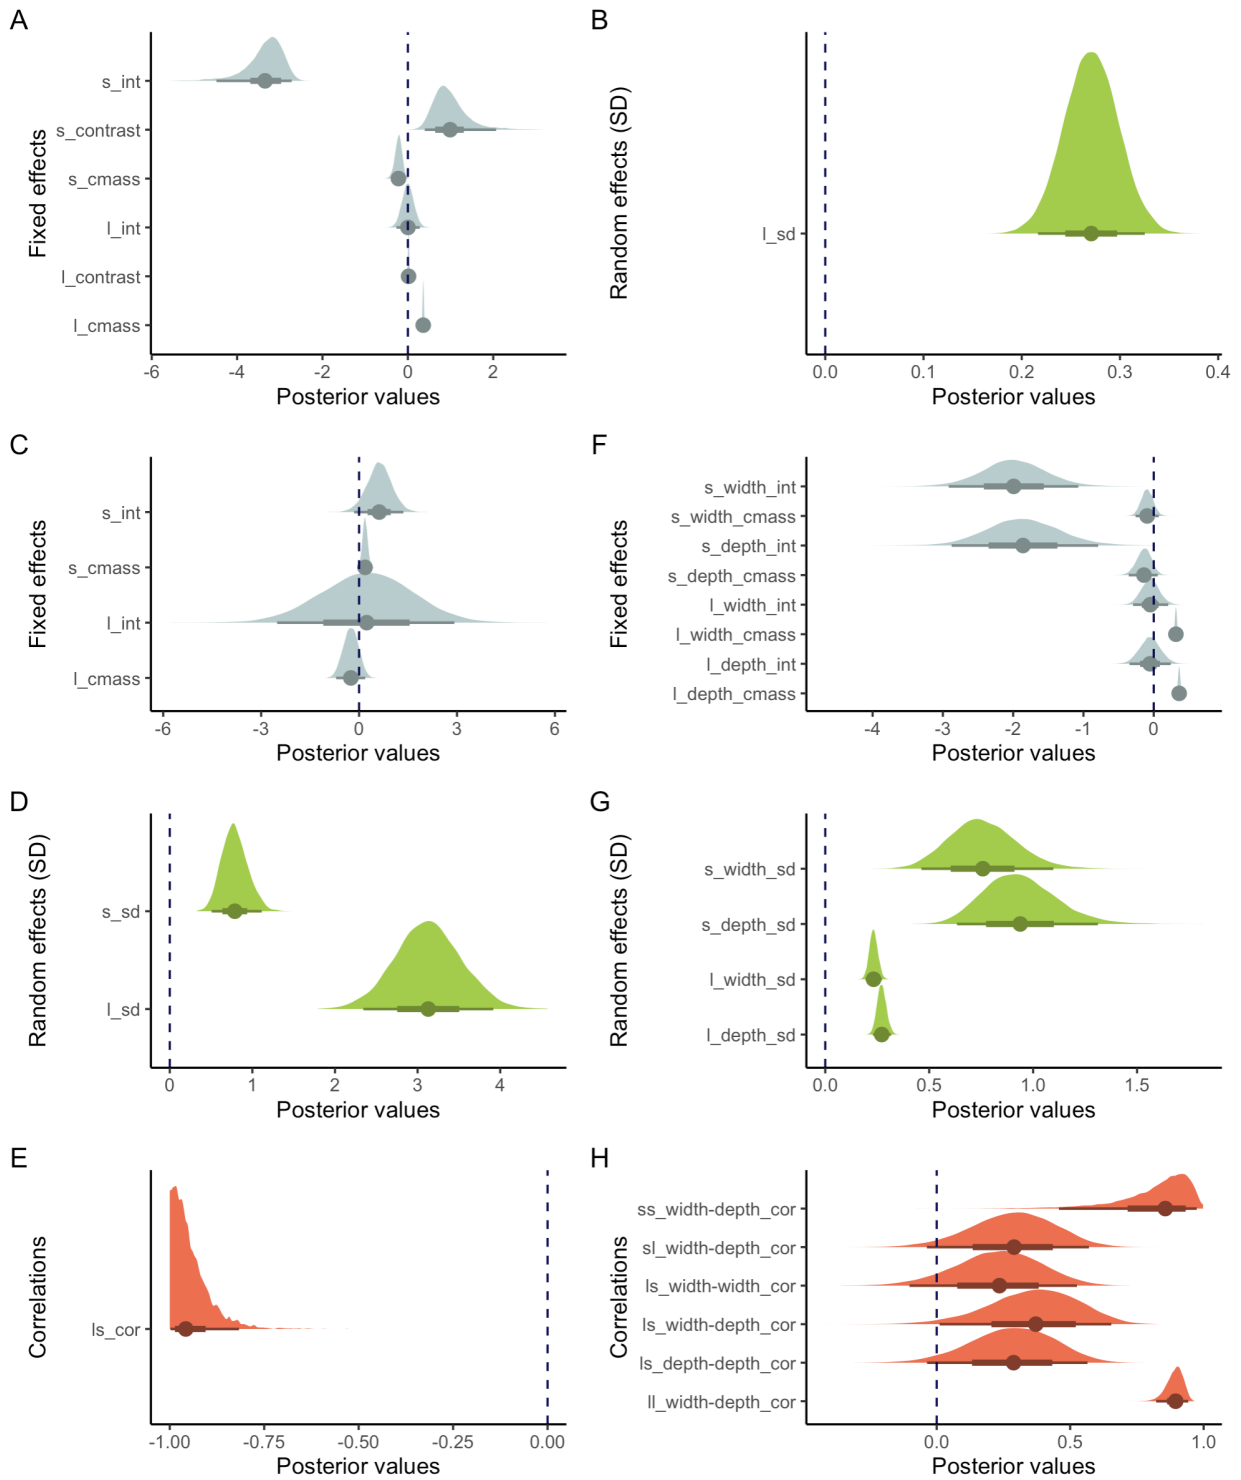 A
Fixed effects
s_int
s_contrast
s_cmass
l_int
l_contrast
l_cmass
-6 -4 -2 0 2
Posterior values
B
Random effects (SD)
l_sd
0.0 0.1 0.2 0.3 0.4
Posterior values
C
Fixed effects
s_int
s_cmass
l_int
l_cmass
-6 -3 0 3 6
Posterior values
F
Fixed effects
s_width_int
s_width_cmass
s_depth_int
s_depth_cmass
l_width_int
l_width_cmass
l_depth_int
l_depth_cmass
-4 -3 -2 -1 0
Posterior values
D
Random effects (SD)
s_sd
l_sd
0 1 2 3 4
Posterior values
G
Random effects (SD)
s_width_sd
s_depth_sd
l_width_sd
l_depth_sd
0.0 0.5 1.0 1.5
Posterior values
E
Correlations
ls_cor
-1.00 -0.75 -0.50 -0.25 0.00
Posterior values
H
Correlations
ss_width-depth_cor
sl_width-depth_cor
ls_width-width_cor
ls_width-depth_cor
ls_depth-depth_cor
ll_width-depth_cor
0.0 0.5 1.0
Posterior values